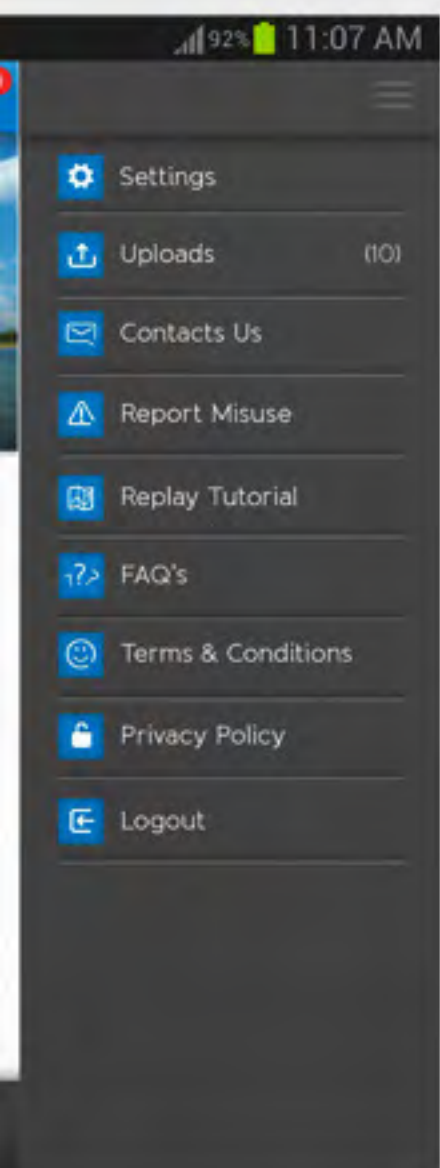 92% 11:07 AM
Settings
Uploads (10)
Contacts Us
Report Misuse
Replay Tutorial
FAQ's
Terms & Conditions
Privacy Policy
Logout